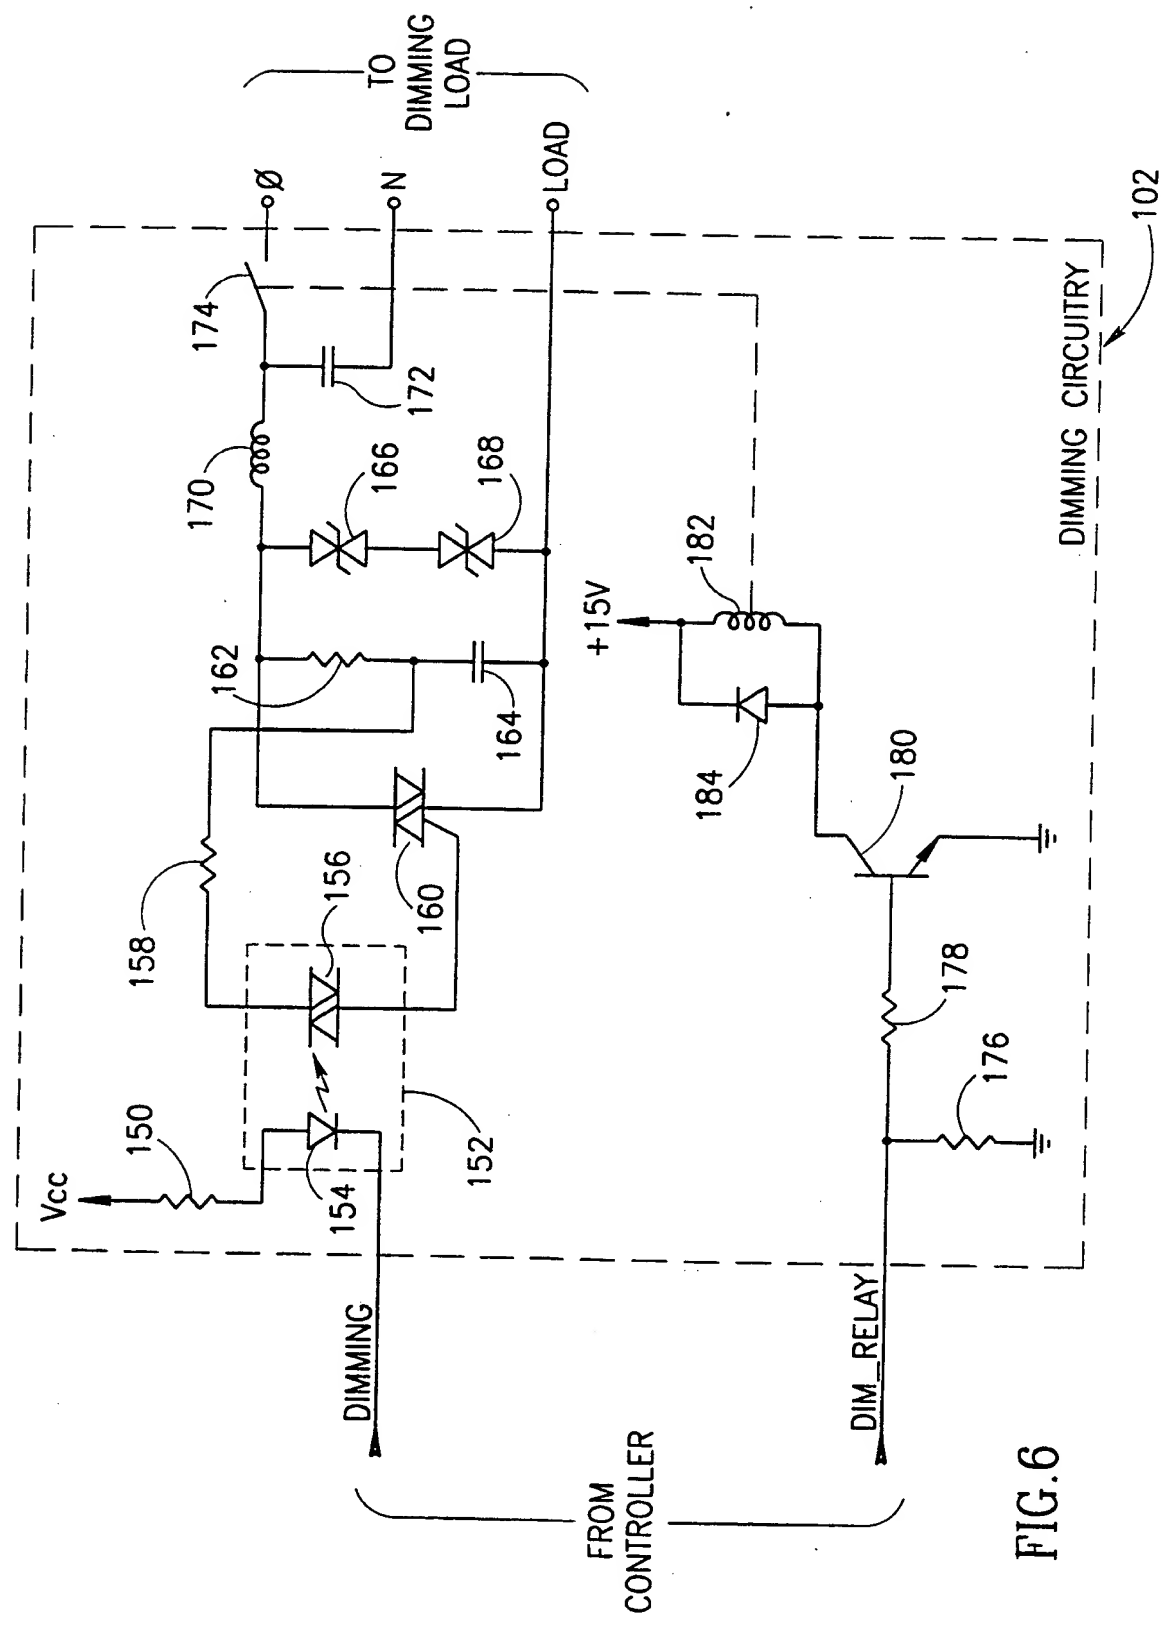 Vcc
150
154
152
156
158
160
162
164
166
168
170
172
174
Ø
N
LOAD
TO
DIMMING
LOAD
+15V
182
184
180
178
176
DIMMING
DIM_RELAY
FROM
CONTROLLER
DIMMING CIRCUITRY
102
FIG.6